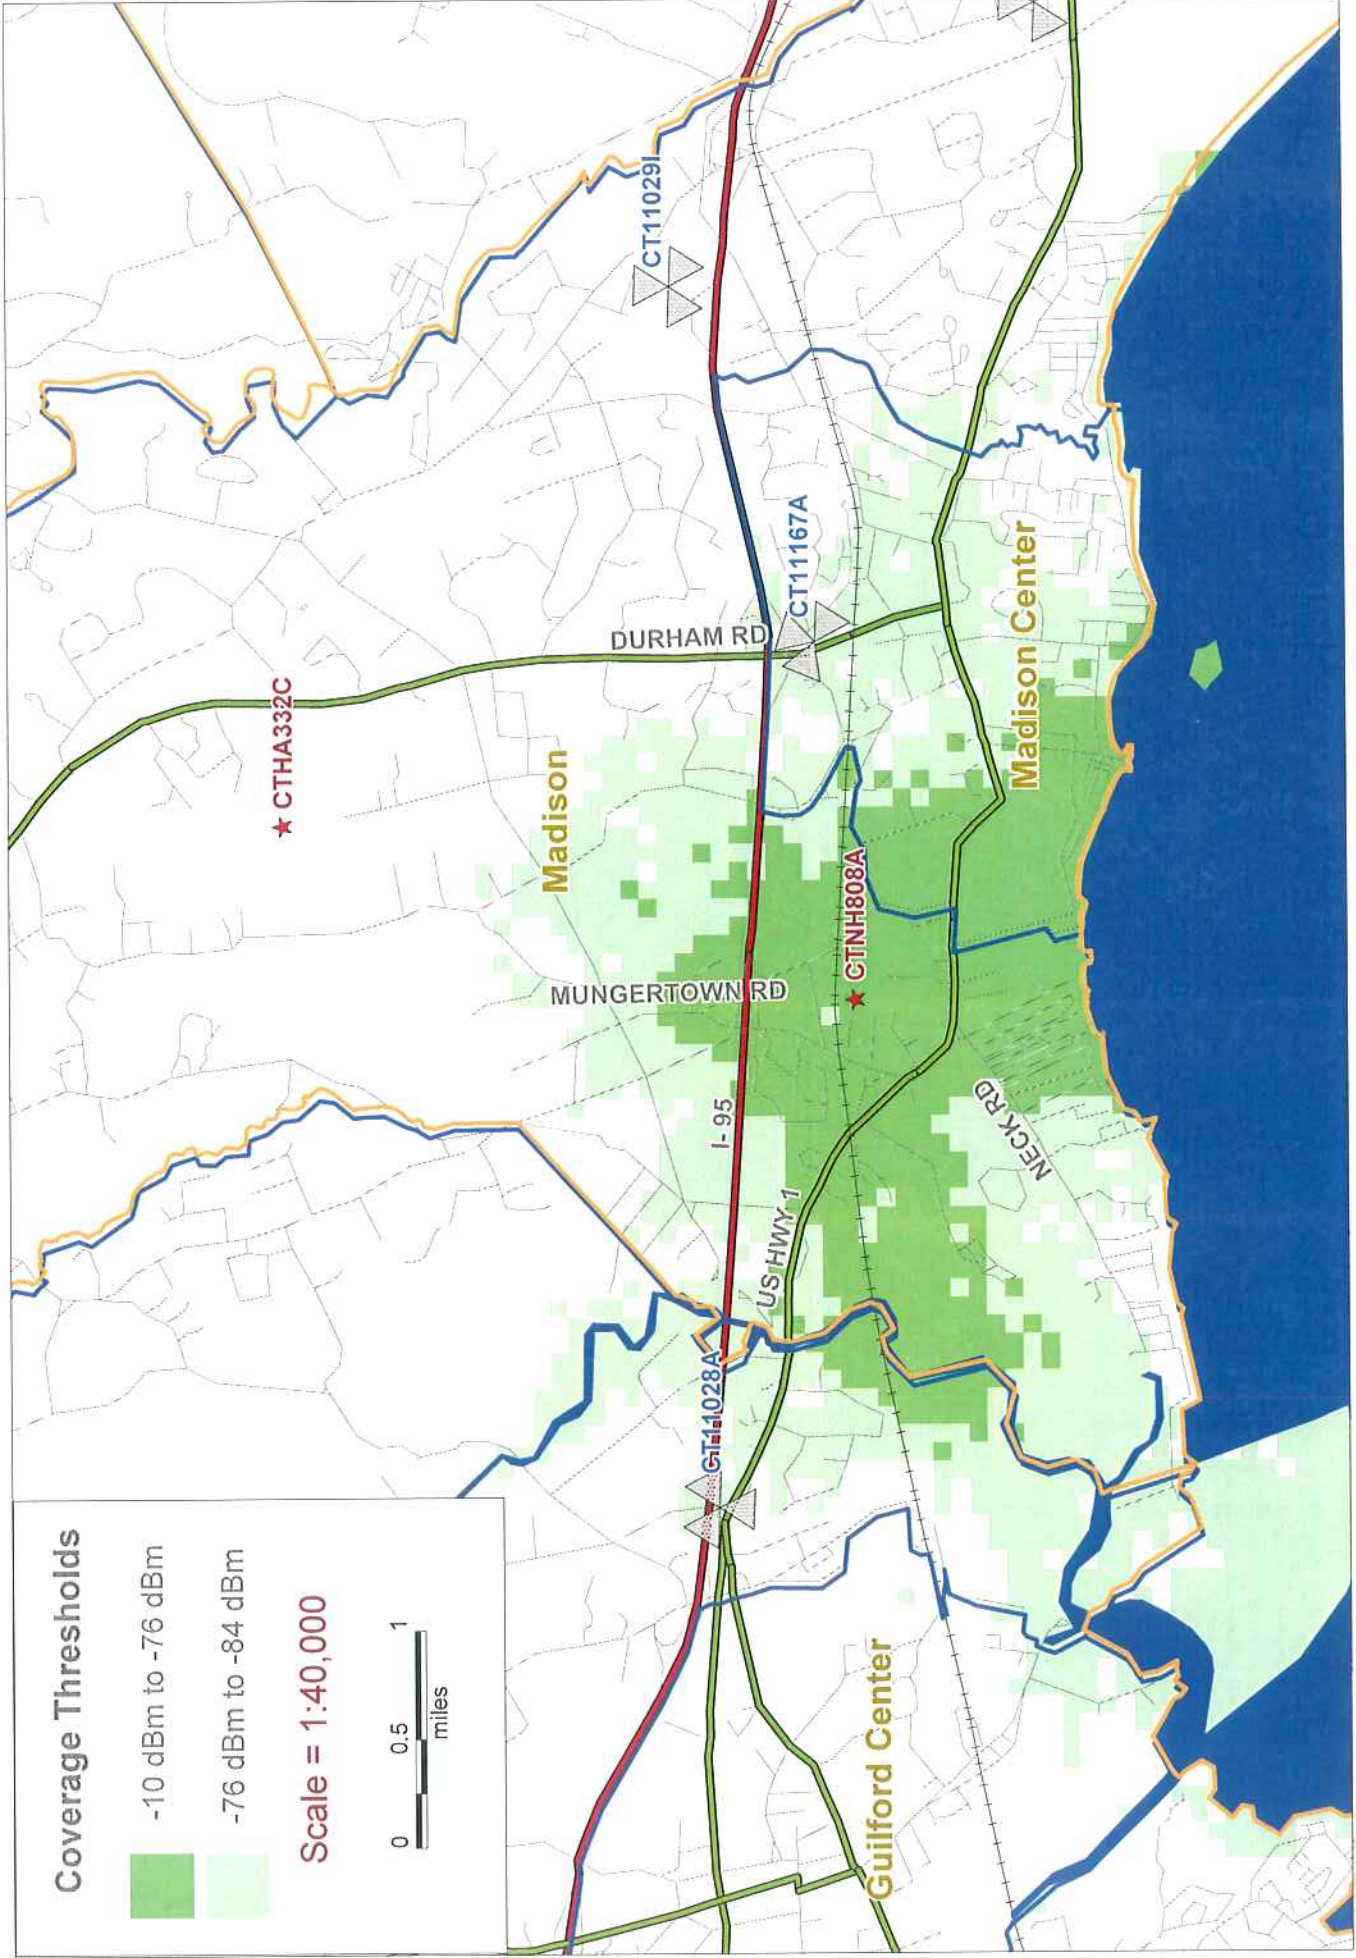 Coverage Thresholds
-10 dBm to -76 dBm
-76 dBm to -84 dBm
Scale = 1:40,000
0 0.5 1
miles
CTHA332C
Madison
DURHAM RD
CT11029I
MUNGERTOWN RD
I- 95
CT11167A
CT11028A
US HWY 1
CTNH808A
NECK RD
Madison Center
Guilford Center